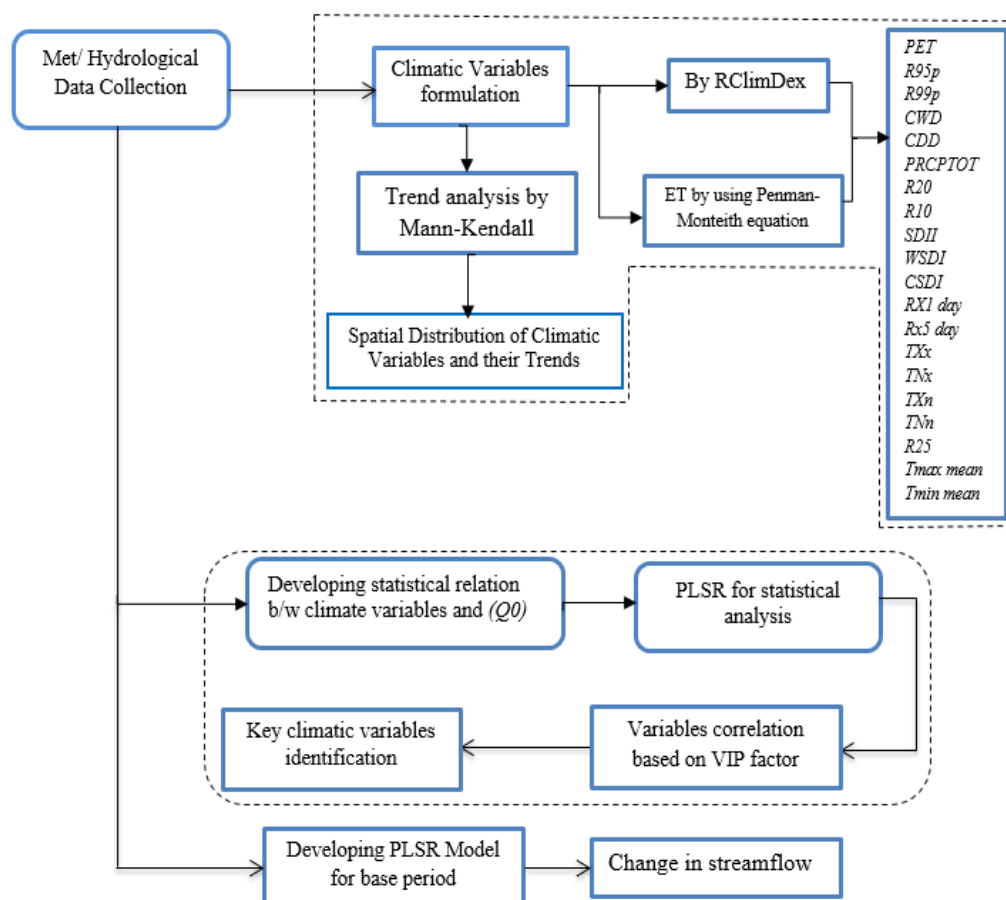 Met/ Hydrological
Data Collection
Climatic Variables
formulation
By RClimDex
Trend analysis by
Mann-Kendall
ET by using Penman-
Monteith equation
Spatial Distribution of Climatic
Variables and their Trends
PET
R95p
R99p
CWD
CDD
PRCPTOT
R20
R10
SDII
WSDI
CSDI
RX1 day
Rx5 day
TXx
TNx
TXn
TNn
R25
Tmax mean
Tmin mean
Developing statistical relation
b/w climate variables and (Q0)
PLSR for statistical
analysis
Key climatic variables
identification
Variables correlation
based on VIP factor
Developing PLSR Model
for base period
Change in streamflow